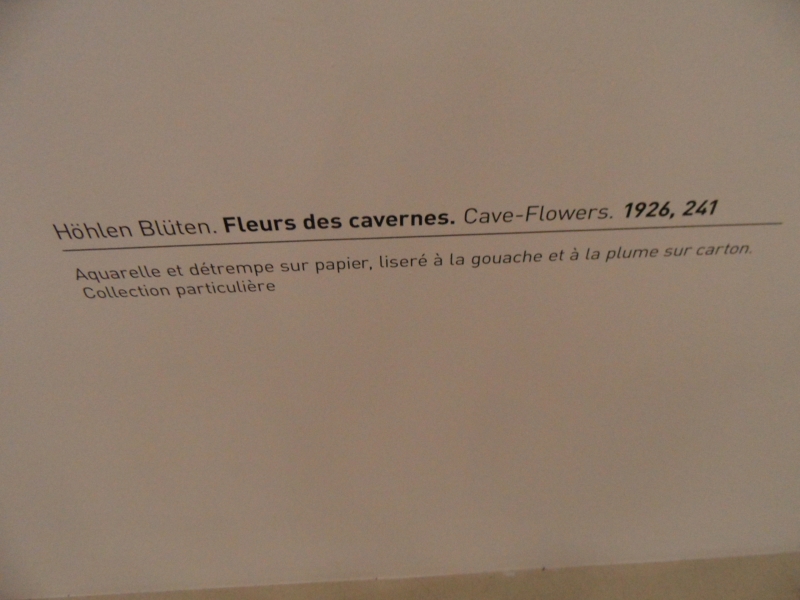 Höhlen Blüten. Fleurs des cavernes. Cave-Flowers. 1926, 241
Aquarelle et détrempe sur papier, liseré à la gouache et à la plume sur carton.
Collection particulière